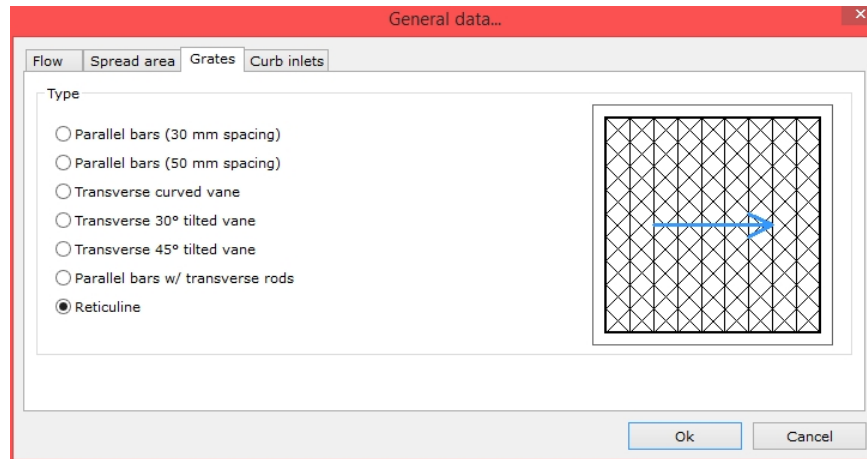 General data...
Flow Spread area Grates Curb inlets
Type
Parallel bars (30 mm spacing)
Parallel bars (50 mm spacing)
Transverse curved vane
Transverse 30° tilted vane
Transverse 45° tilted vane
Parallel bars w/ transverse rods
Reticuline
Ok Cancel